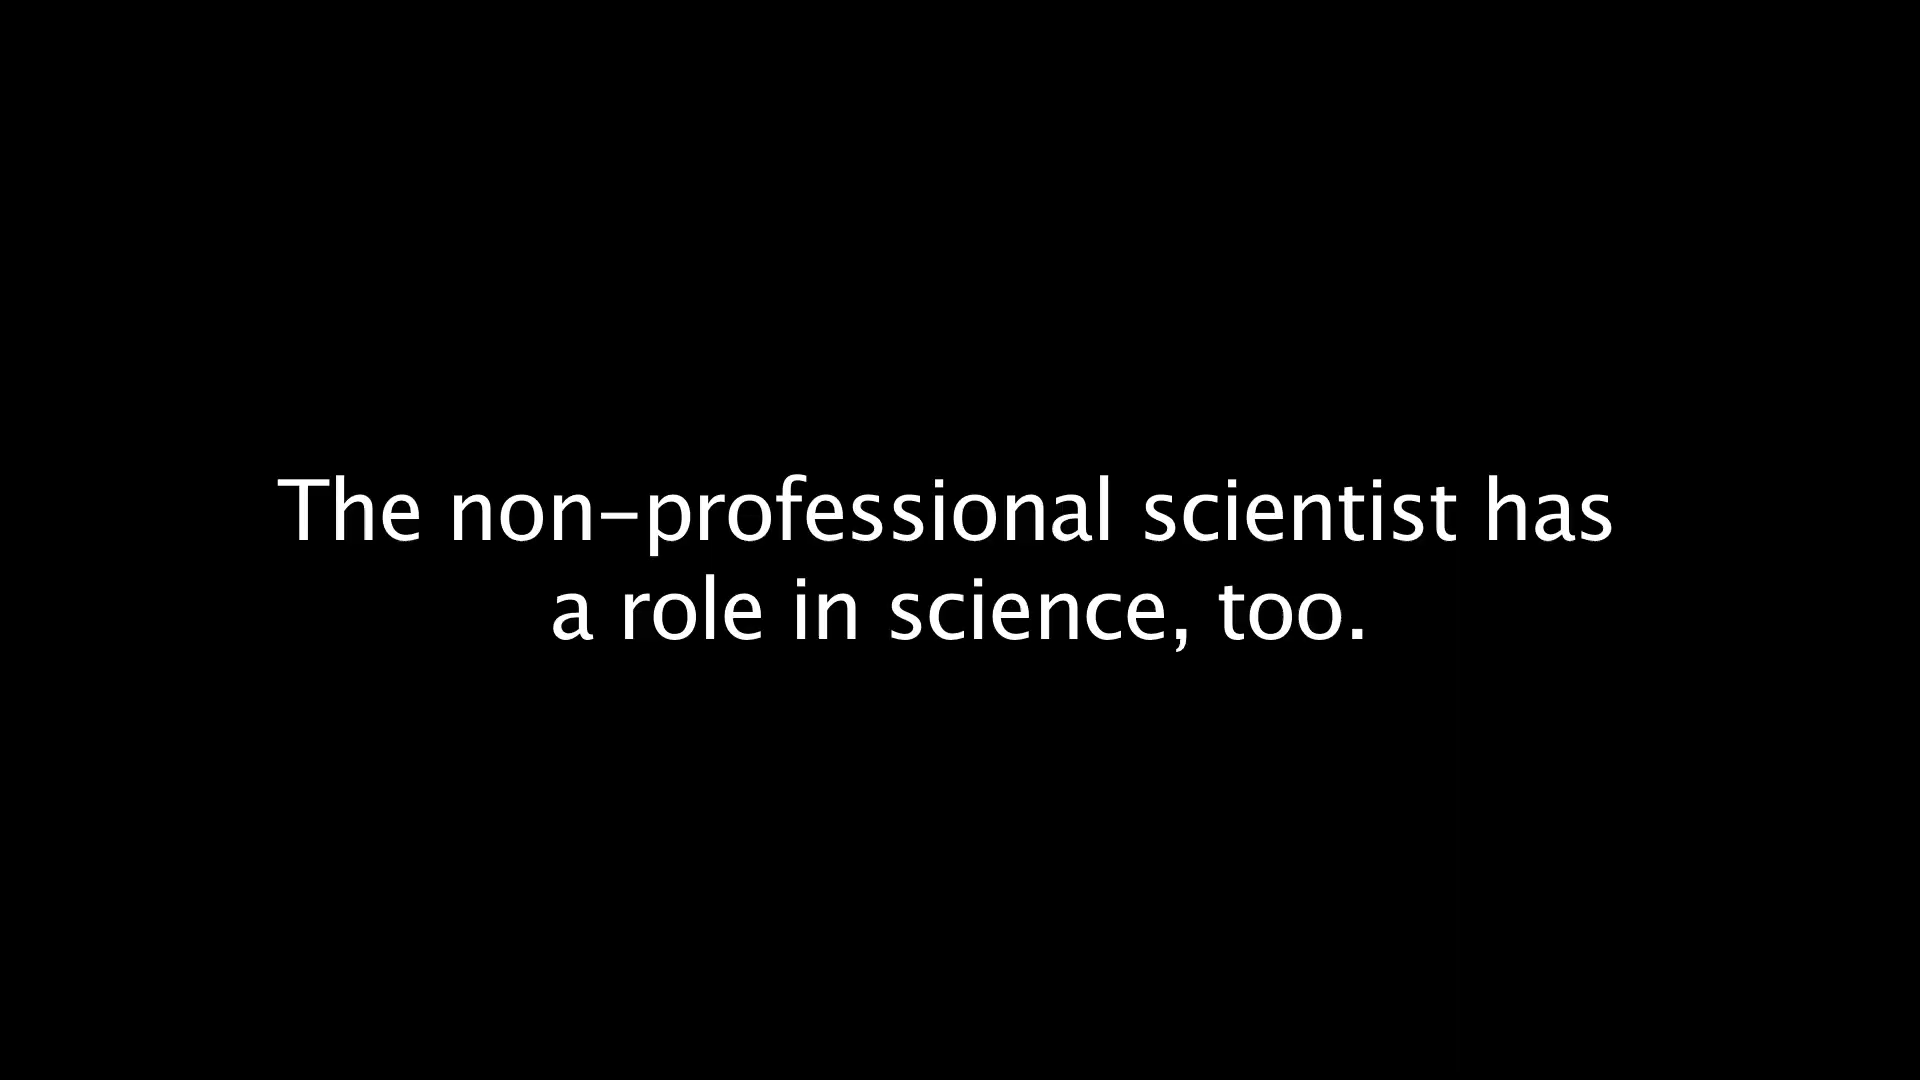 The non-professional scientist has
a role in science, too.